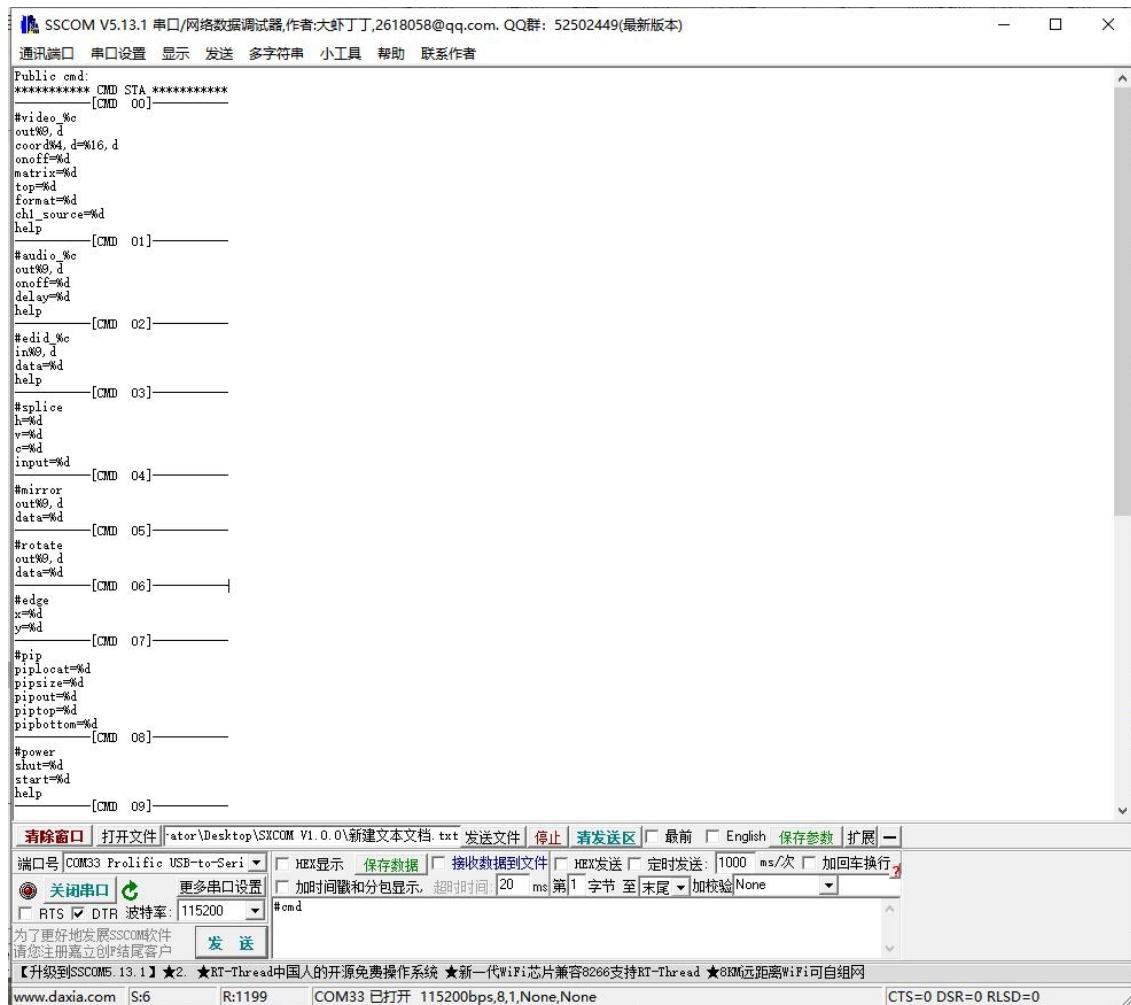 SSCOM V5.13.1 串口/网络数据调试器,作者:大虾丁丁,2618058@qq.com. QQ群: 52502449(最新版本)
通讯端口 串口设置 显示 发送 多字符串 小工具 帮助 联系作者
Public cmd:
*********** CMD STA ***********
──────────[CMD  00]──────────
#video_%c
out%9,d
coord%4,d=%16,d
onoff=%d
matrix=%d
top=%d
format=%d
ch1_source=%d
help
──────────[CMD  01]──────────
#audio_%c
out%9,d
onoff=%d
delay=%d
help
──────────[CMD  02]──────────
#edid_%c
in%9,d
data=%d
help
──────────[CMD  03]──────────
#splice
h=%d
v=%d
c=%d
input=%d
──────────[CMD  04]──────────
#mirror
out%9,d
data=%d
──────────[CMD  05]──────────
#rotate
out%9,d
data=%d
──────────[CMD  06]──────────
#edge
x=%d
y=%d
──────────[CMD  07]──────────
#pip
piplocat=%d
pipsize=%d
pipout=%d
piptop=%d
pipbottom=%d
──────────[CMD  08]──────────
#power
shut=%d
start=%d
help
──────────[CMD  09]──────────
清除窗口 打开文件 ator\Desktop\SXCOM V1.0.0\新建文本文档.txt 发送文件 停止 清发送区 最前 English 保存参数 扩展 —
端口号 COM33 Prolific USB-to-Seri HEX显示 保存数据 接收数据到文件 HEX发送 定时发送: 1000 ms/次 加回车换行
关闭串口 更多串口设置 加时间戳和分包显示, 超时时间: 20 ms 第1 字节 至 末尾 加校验 None
RTS DTR 波特率: 115200 #cmd
为了更好地发展SSCOM软件
请您注册嘉立创F结尾客户 发 送
【升级到SSCOM5.13.1】★2. ★RT-Thread中国人的开源免费操作系统 ★新一代WiFi芯片兼容8266支持RT-Thread ★8KM远距离WiFi可自组网
www.daxia.com S:6 R:1199 COM33 已打开 115200bps,8,1,None,None CTS=0 DSR=0 RLSD=0